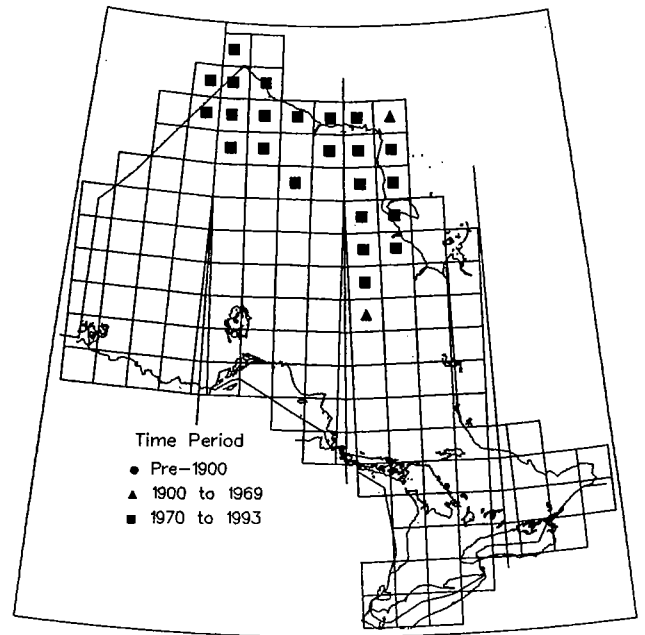 Time Period
● Pre-1900
▲ 1900 to 1969
■ 1970 to 1993